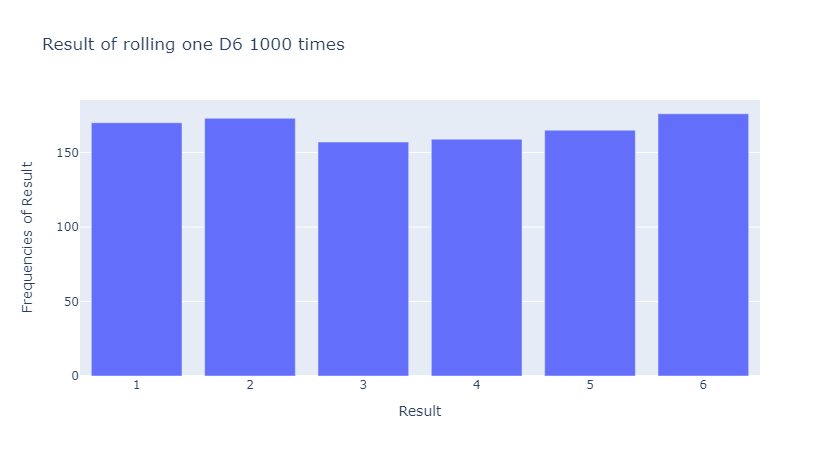 Result of rolling one D6 1000 times
Frequencies of Result
150
100
50
0
1 2 3 4 5 6
Result